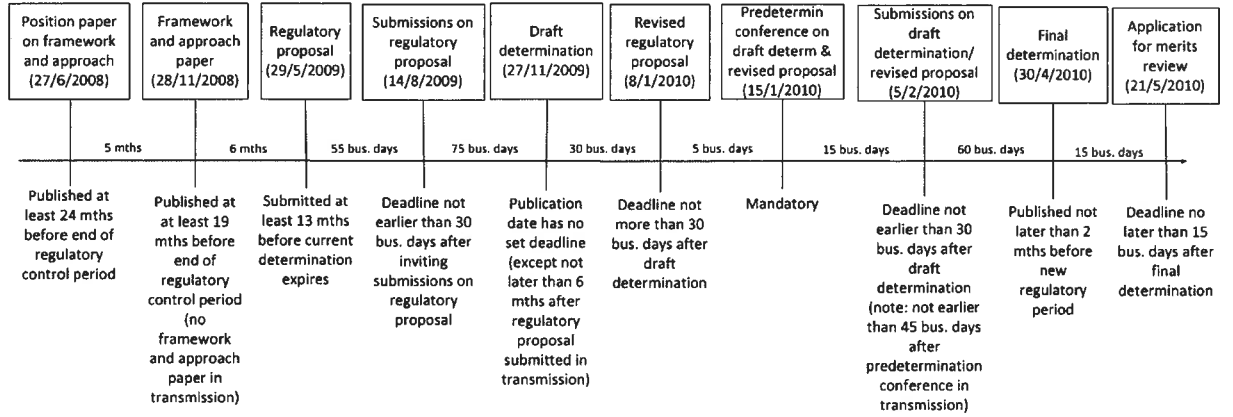 Position paper
on framework
and approach
(27/6/2008)
Framework
and approach
paper
(28/11/2008)
Regulatory
proposal
(29/5/2009)
Submissions on
regulatory
proposal
(14/8/2009)
Draft
determination
(27/11/2009)
Revised
regulatory
proposal
(8/1/2010)
Predetermin
conference on
draft determ &
revised proposal
(15/1/2010)
Submissions on
draft
determination/
revised proposal
(5/2/2010)
Final
determination
(30/4/2010)
Application
for merits
review
(21/5/2010)
5 mths
6 mths
55 bus. days
75 bus. days
30 bus. days
5 bus. days
15 bus. days
60 bus. days
15 bus. days
Published at
least 24 mths
before end of
regulatory
control period
Published at
at least 19
mths before
end of
regulatory
control period
(no
framework
and approach
paper in
transmission)
Submitted at
least 13 mths
before current
determination
expires
Deadline not
earlier than 30
bus. days after
inviting
submissions on
regulatory
proposal
Publication
date has no
set deadline
(except not
later than 6
mths after
regulatory
proposal
submitted in
transmission)
Deadline not
more than 30
bus. days after
draft
determination
Mandatory
Deadline not
earlier than 30
bus. days after
draft
determination
(note: not earlier
than 45 bus. days
after
predetermination
conference in
transmission)
Published not
later than 2
mths before
new
regulatory
period
Deadline no
later than 15
bus. days after
final
determination